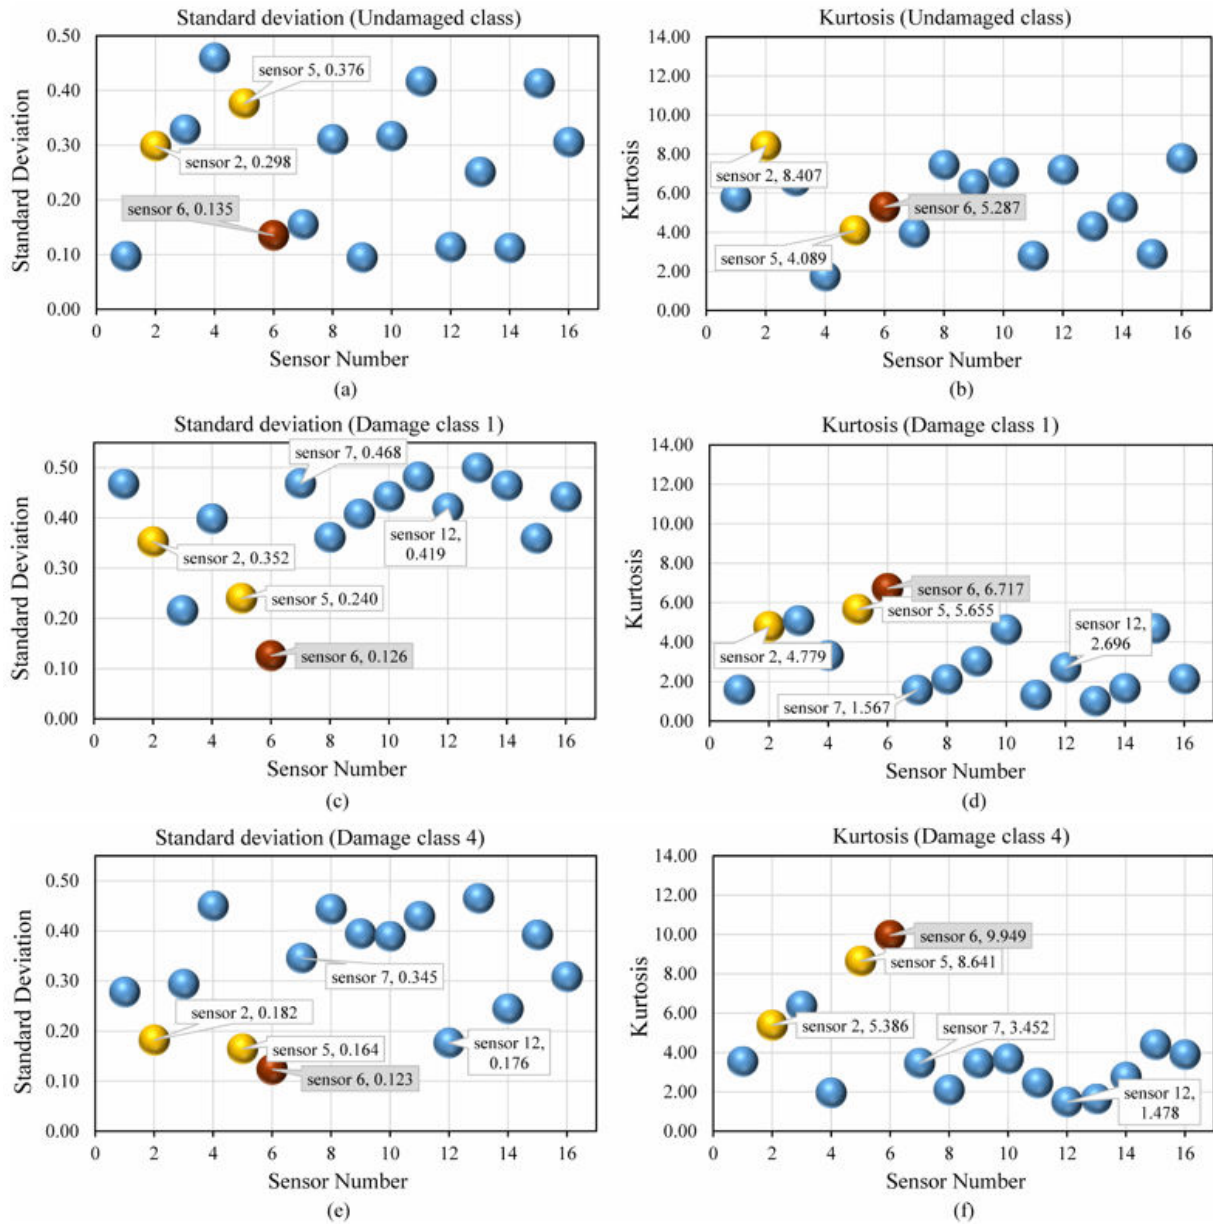 Standard deviation (Undamaged class)
Standard Deviation
0.50
0.40
0.30
0.20
0.10
0.00
sensor 5, 0.376
sensor 2, 0.298
sensor 6, 0.135
0 2 4 6 8 10 12 14 16
Sensor Number
(a)
Kurtosis (Undamaged class)
Kurtosis
14.00
12.00
10.00
8.00
6.00
4.00
2.00
0.00
sensor 2, 8.407
sensor 6, 5.287
sensor 5, 4.089
0 2 4 6 8 10 12 14 16
Sensor Number
(b)
Standard deviation (Damage class 1)
Standard Deviation
0.50
0.40
0.30
0.20
0.10
0.00
sensor 7, 0.468
sensor 12,
0.419
sensor 2, 0.352
sensor 5, 0.240
sensor 6, 0.126
0 2 4 6 8 10 12 14 16
Sensor Number
(c)
Kurtosis (Damage class 1)
Kurtosis
14.00
12.00
10.00
8.00
6.00
4.00
2.00
0.00
sensor 6, 6.717
sensor 5, 5.655
sensor 12,
2.696
sensor 2, 4.779
sensor 7, 1.567
0 2 4 6 8 10 12 14 16
Sensor Number
(d)
Standard deviation (Damage class 4)
Standard Deviation
0.50
0.40
0.30
0.20
0.10
0.00
sensor 7, 0.345
sensor 2, 0.182
sensor 5, 0.164
sensor 12,
0.176
sensor 6, 0.123
0 2 4 6 8 10 12 14 16
Sensor Number
(e)
Kurtosis (Damage class 4)
Kurtosis
14.00
12.00
10.00
8.00
6.00
4.00
2.00
0.00
sensor 6, 9.949
sensor 5, 8.641
sensor 2, 5.386
sensor 7, 3.452
sensor 12,
1.478
0 2 4 6 8 10 12 14 16
Sensor Number
(f)